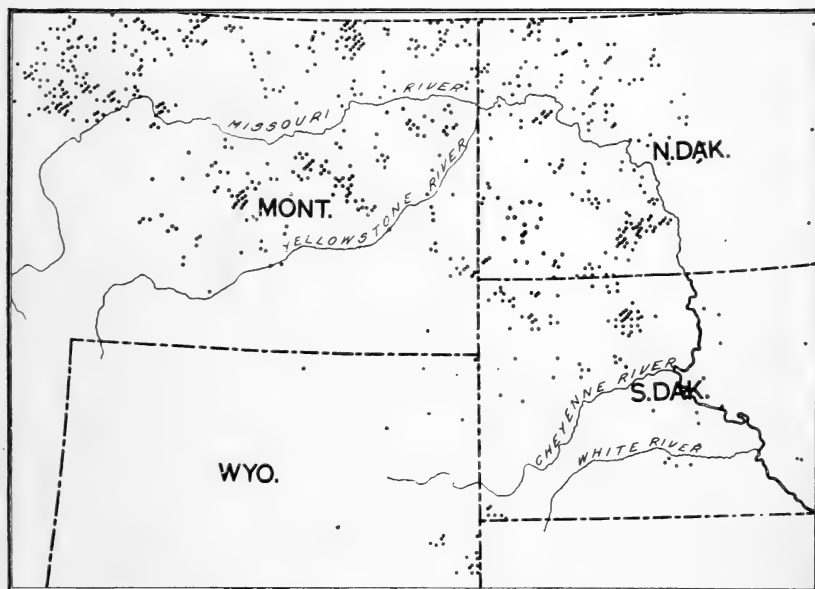 MISSOURI RIVER
N.DAK.
MONT.
YELLOWSTONE RIVER
CHEYENNE RIVER
S.DAK.
WHITE RIVER
WYO.